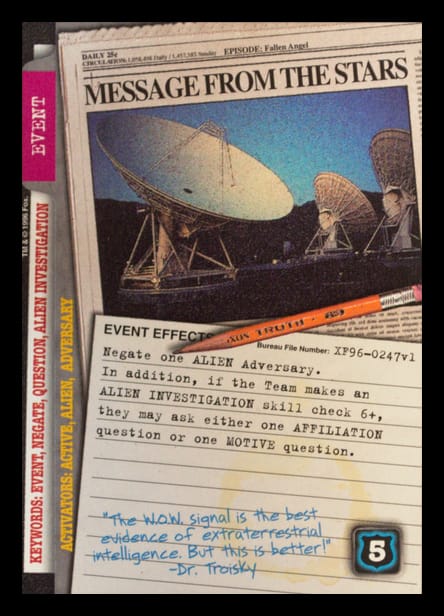 DAILY 25¢
CIRCULATION: 1,058,498 Daily / 1,457,585 Sunday
EPISODE: Fallen Angel
MESSAGE FROM THE STARS
EVENT
TM & © 1996 Fox.
KEYWORDS: EVENT, NEGATE, QUESTION, ALIEN INVESTIGATION
ACTIVATORS: ACTIVE, ALIEN, ADVERSARY
TRUTH
EVENT EFFECTS
Bureau File Number: XF96-0247v1
Negate one ALIEN Adversary.
In addition, if the Team makes an
ALIEN INVESTIGATION skill check 6+,
they may ask either one AFFILIATION
question or one MOTIVE question.
"The W.O.W. signal is the best
evidence of extraterrestrial
intelligence. But this is better!"
-Dr. Troisky
5